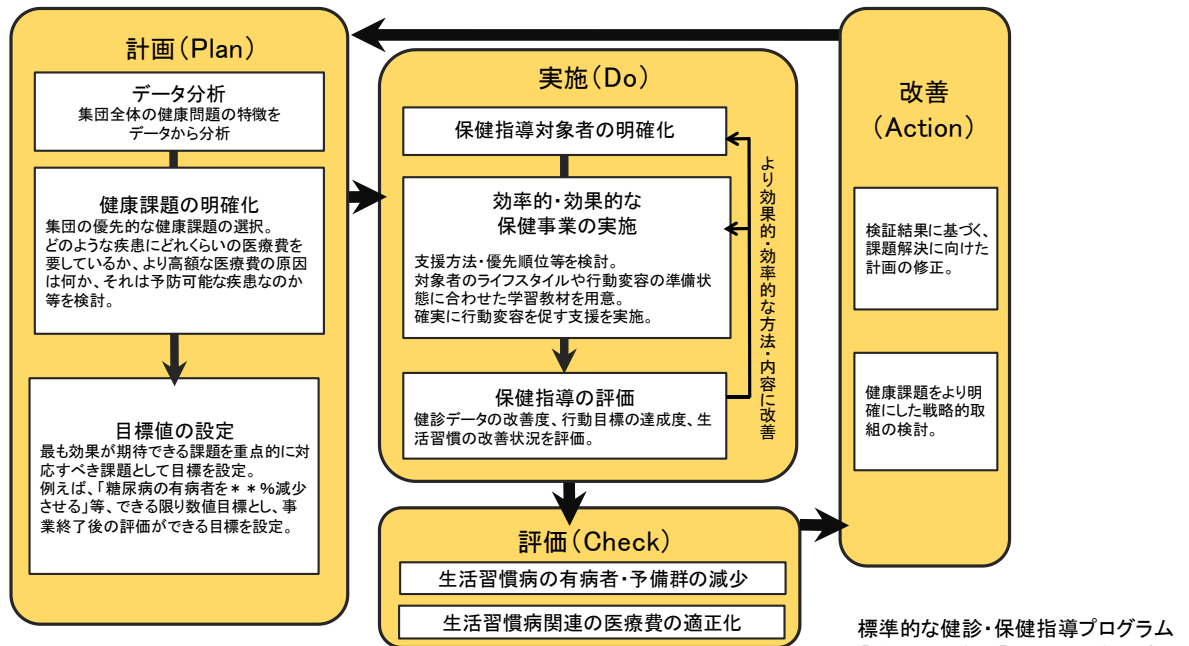 計画(Plan)
データ分析
集団全体の健康問題の特徴を
データから分析
健康課題の明確化
集団の優先的な健康課題の選択。
どのような疾患にどれくらいの医療費を
要しているか、より高額な医療費の原因
は何か、それは予防可能な疾患なのか
等を検討。
目標値の設定
最も効果が期待できる課題を重点的に対
応すべき課題として目標を設定。
例えば、「糖尿病の有病者を**%減少
させる」等、できる限り数値目標とし、事
業終了後の評価ができる目標を設定。
実施(Do)
保健指導対象者の明確化
効率的・効果的な
保健事業の実施
支援方法・優先順位等を検討。
対象者のライフスタイルや行動変容の準備状
態に合わせた学習教材を用意。
確実に行動変容を促す支援を実施。
保健指導の評価
健診データの改善度、行動目標の達成度、生
活習慣の改善状況を評価。
より効果的・効率的な方法・内容に改善
評価(Check)
生活習慣病の有病者・予備群の減少
生活習慣病関連の医療費の適正化
改善
(Action)
検証結果に基づく、
課題解決に向けた
計画の修正。
健康課題をより明
確にした戦略的取
組の検討。
標準的な健診・保健指導プログラム